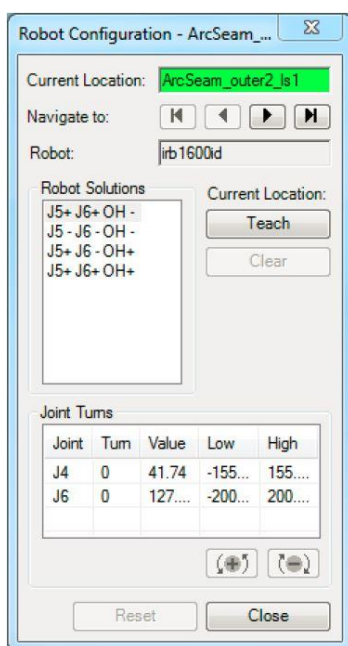 Robot Configuration - ArcSeam_...
Current Location: ArcSeam_outer2_ls1
Navigate to:
Robot: irb1600id
Robot Solutions
Current Location:
J5+ J6+ OH -
J5 - J6 - OH -
J5+ J6 - OH+
J5+ J6+ OH+
Teach
Clear
Joint Turns
Joint Turn Value Low High
J4 0 41.74 -155... 155....
J6 0 127.... -200... 200....
Reset Close